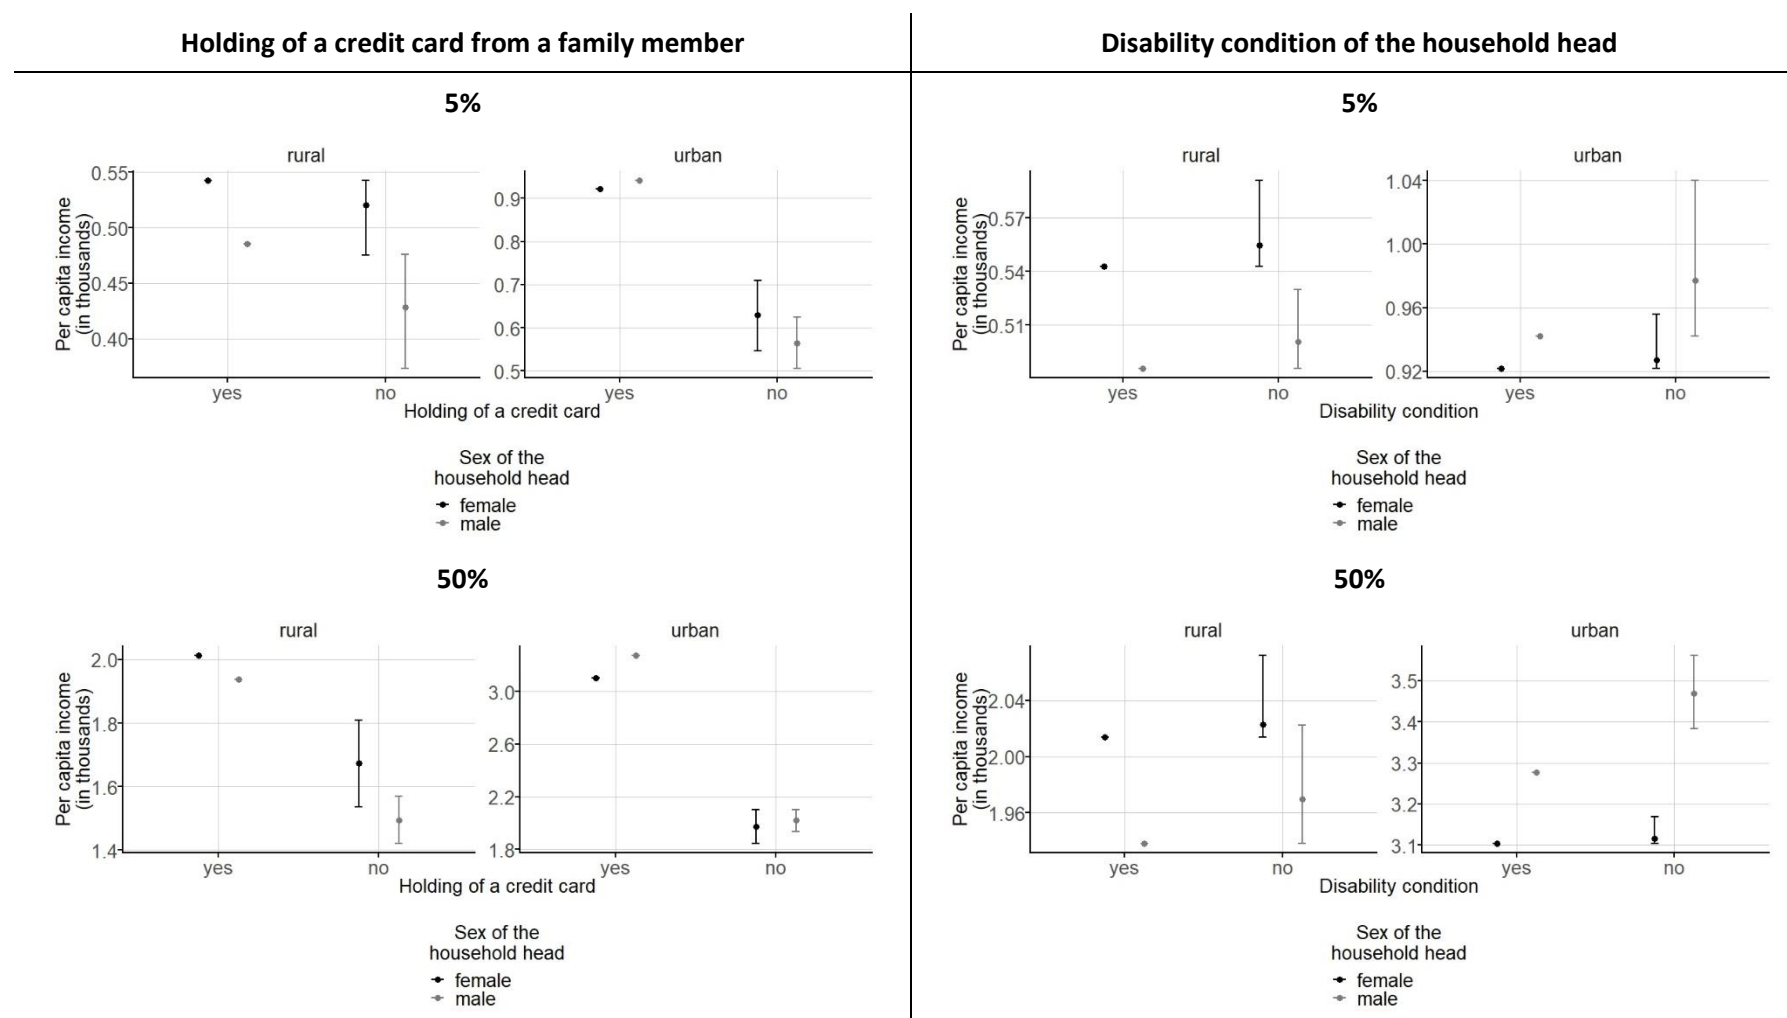 Holding of a credit card from a family member
5%
rural
urban
Per capita income
(in thousands)
0.55
0.50
0.45
0.40
0.9
0.8
0.7
0.6
0.5
yes
no
yes
no
Holding of a credit card
Sex of the
household head
female
male
50%
rural
urban
Per capita income
(in thousands)
2.0
1.8
1.6
1.4
3.0
2.6
2.2
1.8
yes
no
yes
no
Holding of a credit card
Sex of the
household head
female
male
Disability condition of the household head
5%
rural
urban
Per capita income
(in thousands)
0.57
0.54
0.51
1.04
1.00
0.96
0.92
yes
no
yes
no
Disability condition
Sex of the
household head
female
male
50%
rural
urban
Per capita income
(in thousands)
2.04
2.00
1.96
3.5
3.4
3.3
3.2
3.1
yes
no
yes
no
Disability condition
Sex of the
household head
female
male